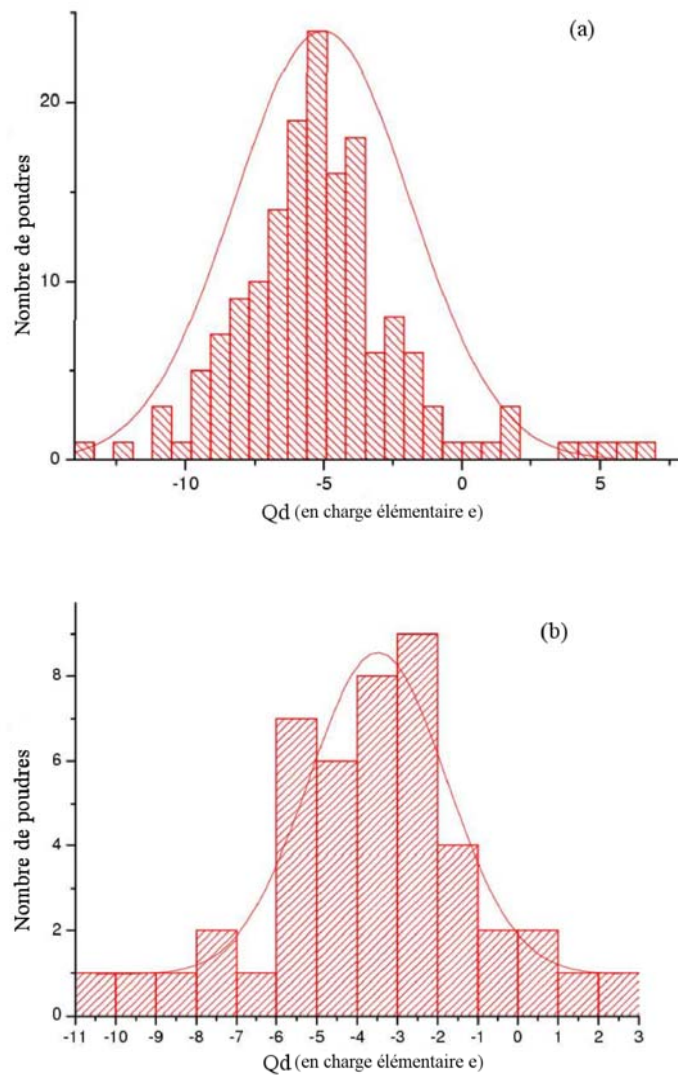 (a)
20
10
0
Nombre de poudres
-10
-5
0
5
Qd (en charge élémentaire e)
(b)
8
6
4
2
0
Nombre de poudres
-11 -10 -9 -8 -7 -6 -5 -4 -3 -2 -1 0 1 2 3
Qd (en charge élémentaire e)